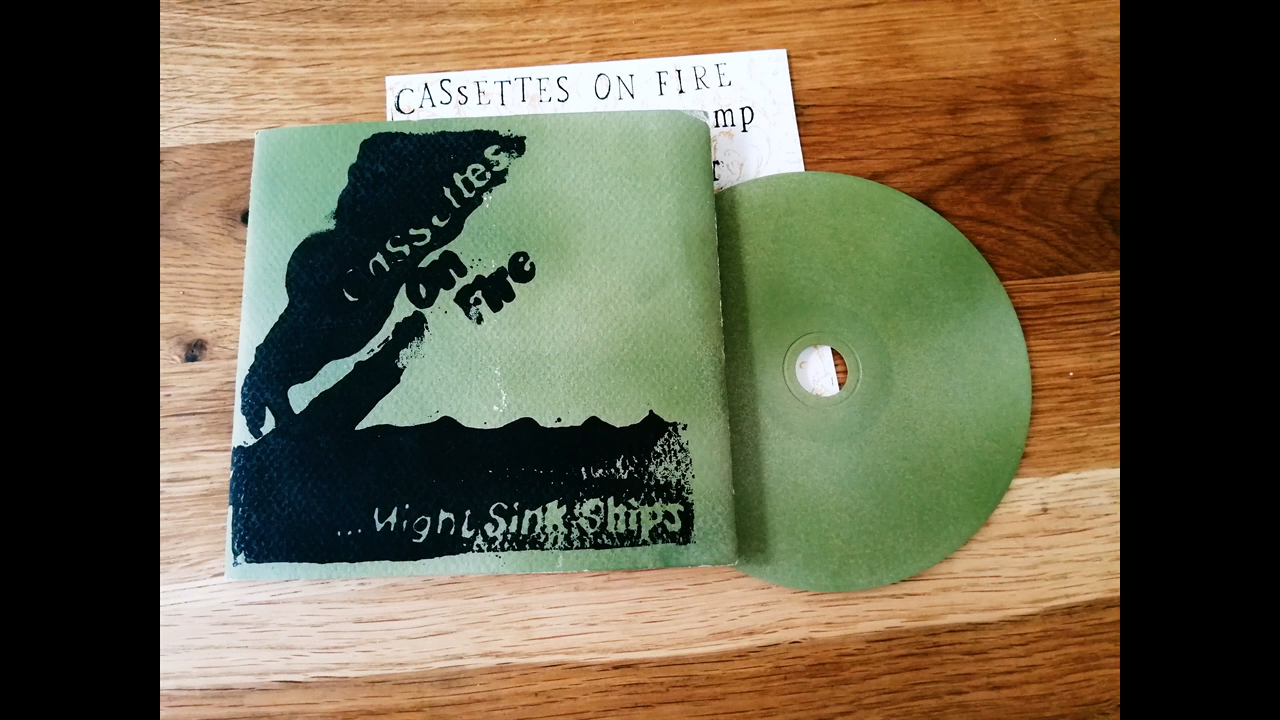 CASSETTES ON FIRE
mp
r
Cassettes
on
Fire
...Might Sink Ships